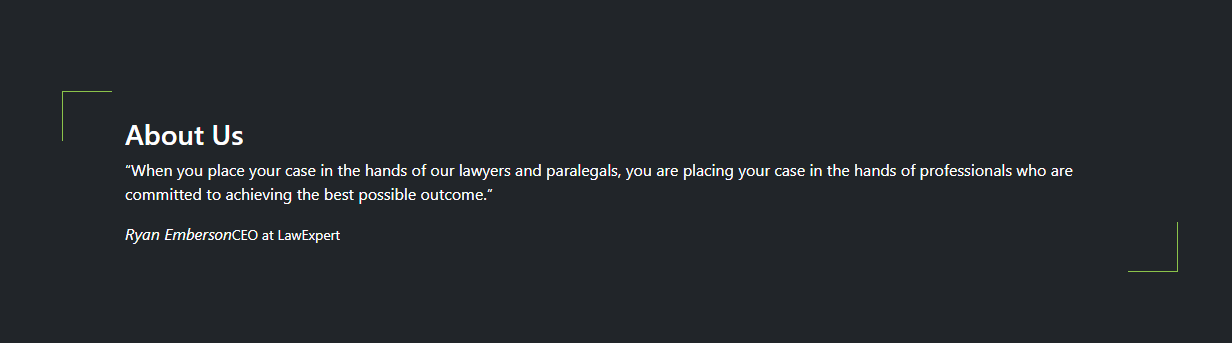 About Us
“When you place your case in the hands of our lawyers and paralegals, you are placing your case in the hands of professionals who are
committed to achieving the best possible outcome.”
Ryan EmbersonCEO at LawExpert